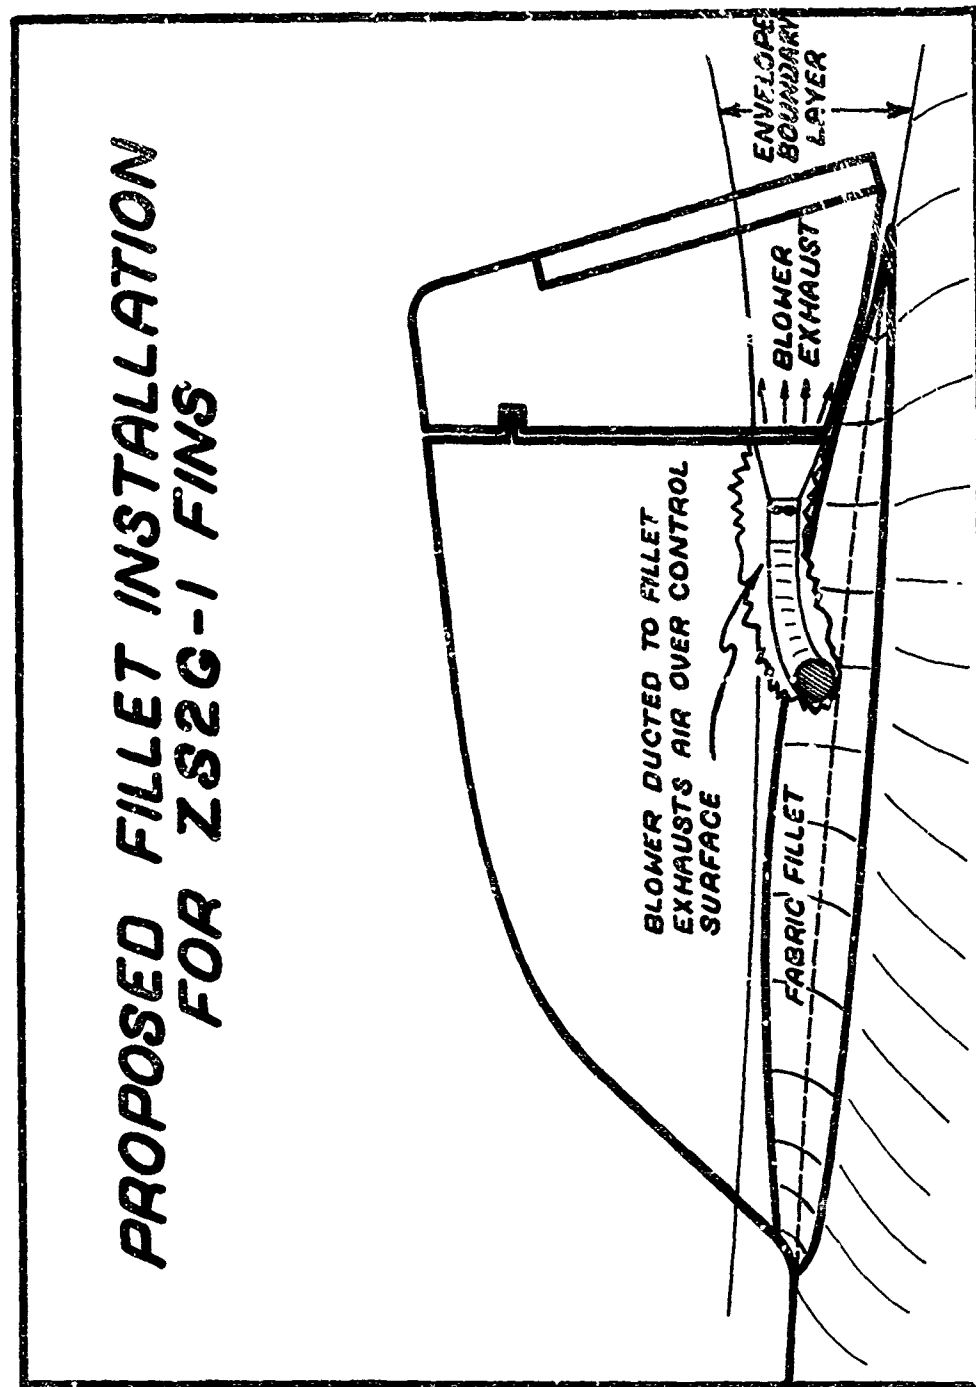 PROPOSED FILLET INSTALLATION
FOR ZS2G-1 FINS
ENVELOPE
BOUNDARY
LAYER
BLOWER
EXHAUST
BLOWER DUCTED TO FILLET
EXHAUSTS AIR OVER CONTROL
SURFACE
FABRIC FILLET